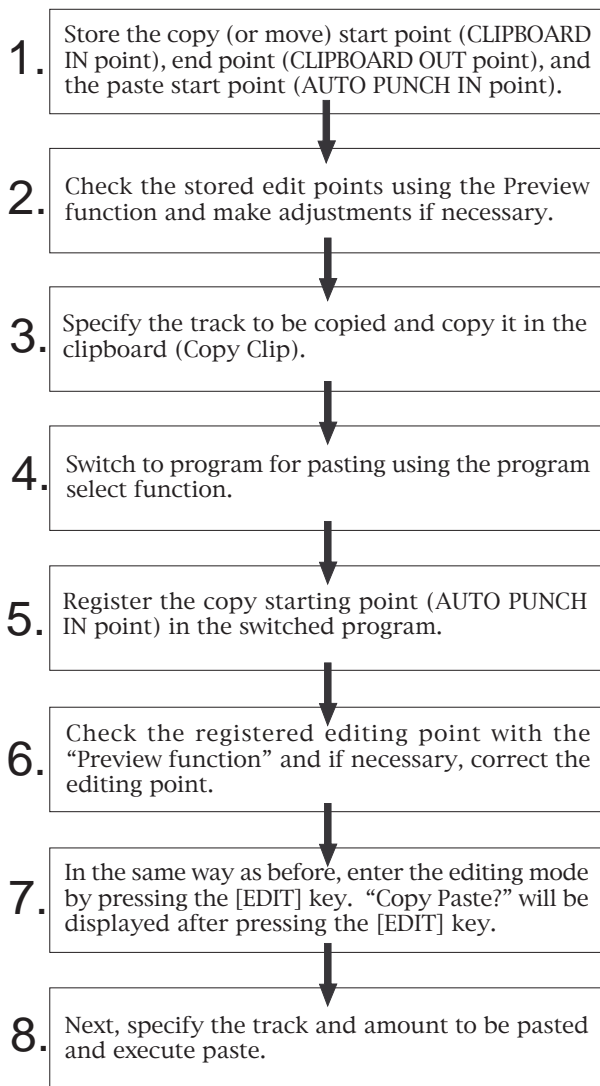 1.
Store the copy (or move) start point (CLIPBOARD
IN point), end point (CLIPBOARD OUT point), and
the paste start point (AUTO PUNCH IN point).
2.
Check the stored edit points using the Preview
function and make adjustments if necessary.
3.
Specify the track to be copied and copy it in the
clipboard (Copy Clip).
4.
Switch to program for pasting using the program
select function.
5.
Register the copy starting point (AUTO PUNCH
IN point) in the switched program.
6.
Check the registered editing point with the
“Preview function” and if necessary, correct the
editing point.
7.
In the same way as before, enter the editing mode
by pressing the [EDIT] key. “Copy Paste?” will be
displayed after pressing the [EDIT] key.
8.
Next, specify the track and amount to be pasted
and execute paste.